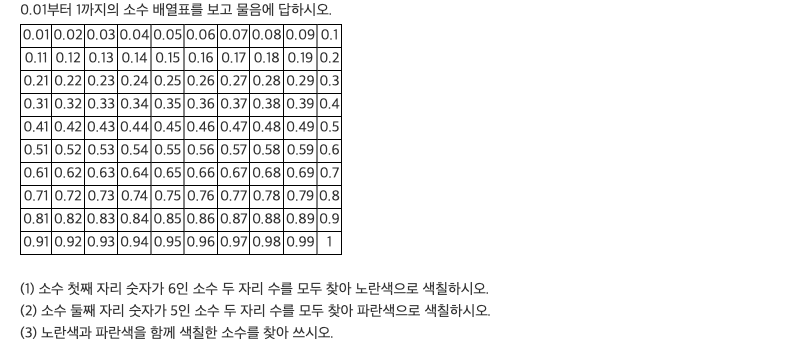 0.01부터 1까지의 소수 배열표를 보고 물음에 답하시오.
0.01 0.02 0.03 0.04 0.05 0.06 0.07 0.08 0.09 0.1
0.11 0.12 0.13 0.14 0.15 0.16 0.17 0.18 0.19 0.2
0.21 0.22 0.23 0.24 0.25 0.26 0.27 0.28 0.29 0.3
0.31 0.32 0.33 0.34 0.35 0.36 0.37 0.38 0.39 0.4
0.41 0.42 0.43 0.44 0.45 0.46 0.47 0.48 0.49 0.5
0.51 0.52 0.53 0.54 0.55 0.56 0.57 0.58 0.59 0.6
0.61 0.62 0.63 0.64 0.65 0.66 0.67 0.68 0.69 0.7
0.71 0.72 0.73 0.74 0.75 0.76 0.77 0.78 0.79 0.8
0.81 0.82 0.83 0.84 0.85 0.86 0.87 0.88 0.89 0.9
0.91 0.92 0.93 0.94 0.95 0.96 0.97 0.98 0.99 1
(1) 소수 첫째 자리 숫자가 6인 소수 두 자리 수를 모두 찾아 노란색으로 색칠하시오.
(2) 소수 둘째 자리 숫자가 5인 소수 두 자리 수를 모두 찾아 파란색으로 색칠하시오.
(3) 노란색과 파란색을 함께 색칠한 소수를 찾아 쓰시오.